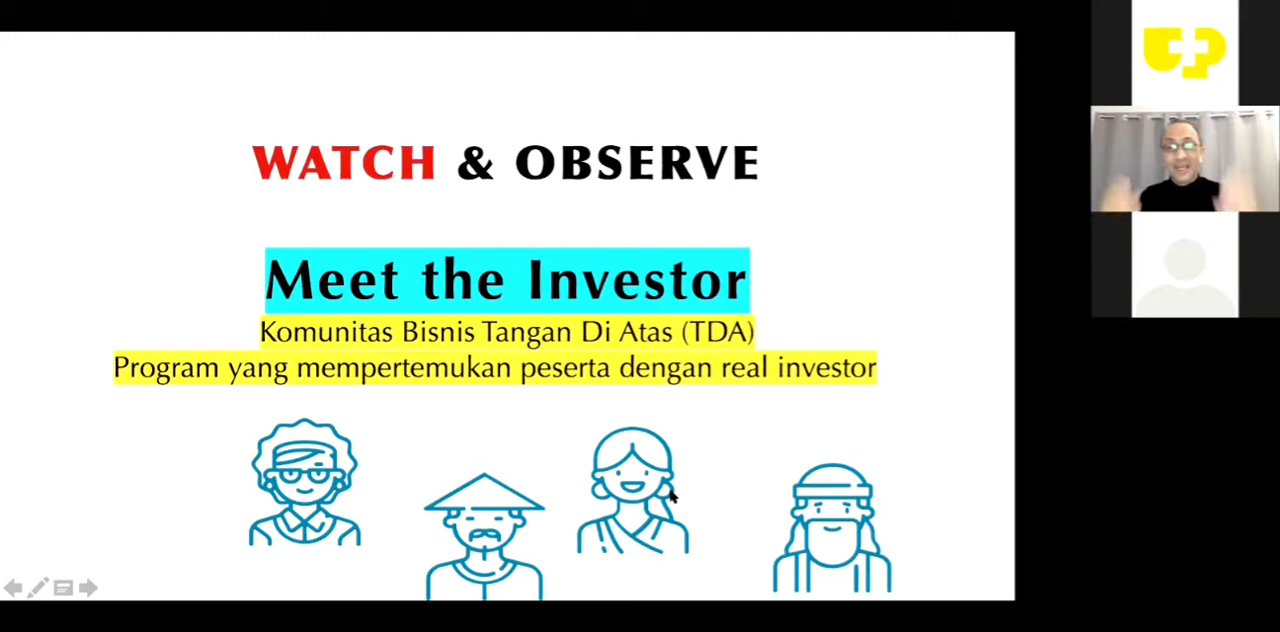 WATCH & OBSERVE
Meet the Investor
Komunitas Bisnis Tangan Di Atas (TDA)
Program yang mempertemukan peserta dengan real investor